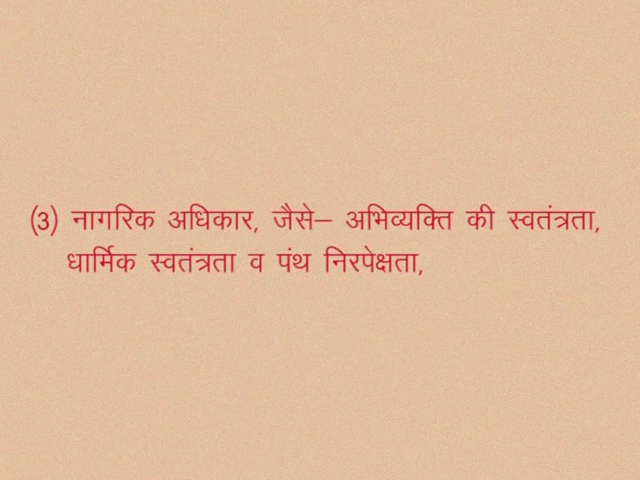 (3) नागरिक अधिकार, जैसे– अभिव्यक्ति की स्वतंत्रता,
धार्मिक स्वतंत्रता व पंथ निरपेक्षता,